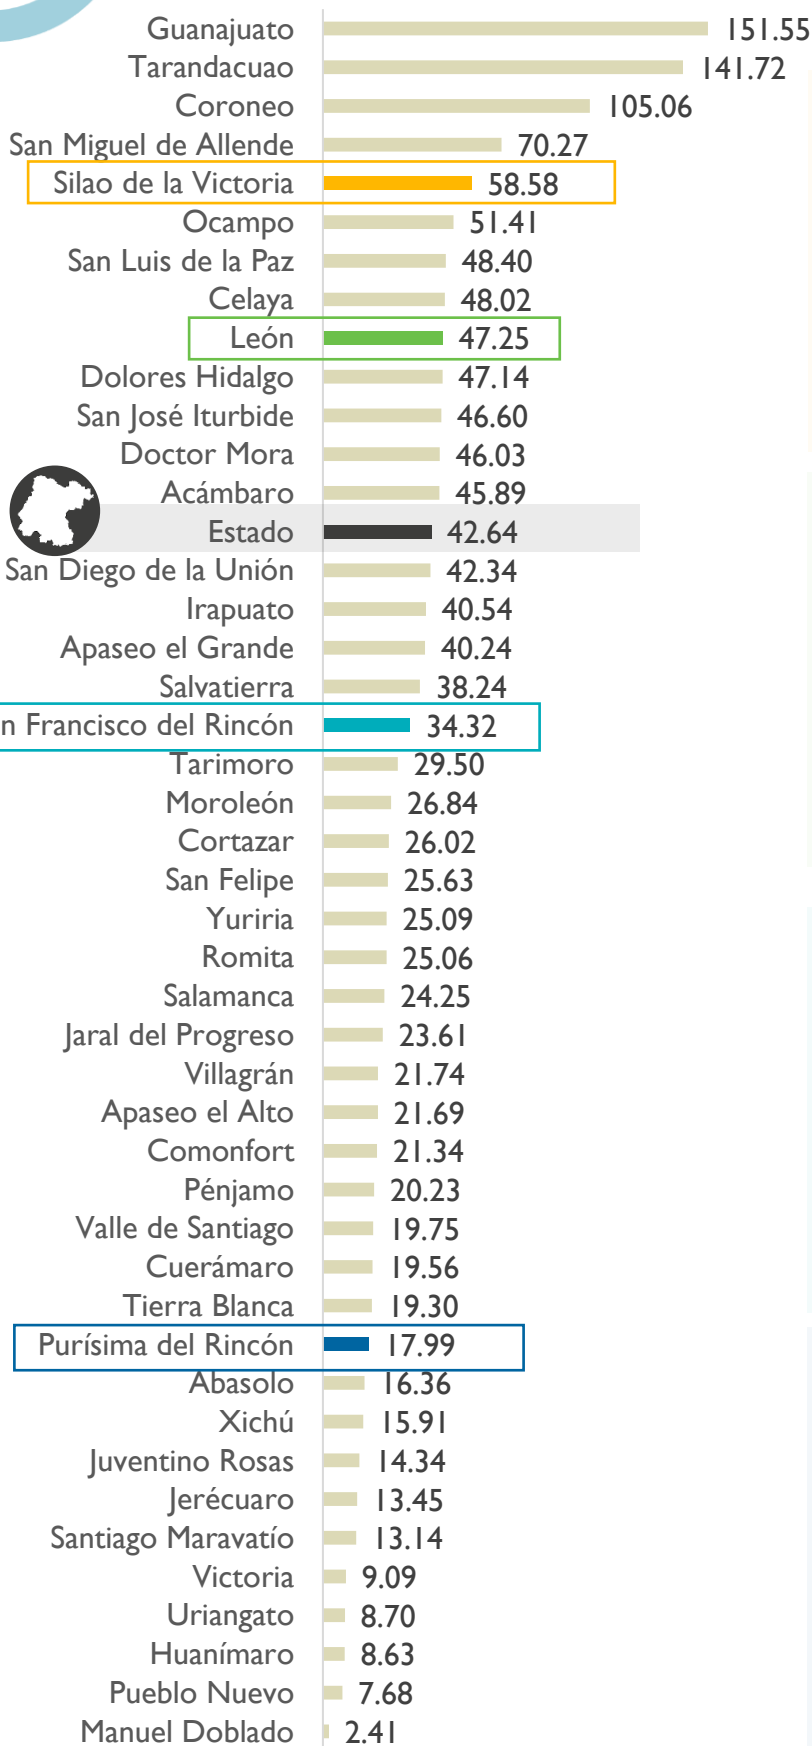 Guanajuato 151.55
Tarandacuao 141.72
Coroneo 105.06
San Miguel de Allende 70.27
Silao de la Victoria 58.58
Ocampo 51.41
San Luis de la Paz 48.40
Celaya 48.02
León 47.25
Dolores Hidalgo 47.14
San José Iturbide 46.60
Doctor Mora 46.03
Acámbaro 45.89
Estado 42.64
San Diego de la Unión 42.34
Irapuato 40.54
Apaseo el Grande 40.24
Salvatierra 38.24
n Francisco del Rincón 34.32
Tarimoro 29.50
Moroleón 26.84
Cortazar 26.02
San Felipe 25.63
Yuriria 25.09
Romita 25.06
Salamanca 24.25
Jaral del Progreso 23.61
Villagrán 21.74
Apaseo el Alto 21.69
Comonfort 21.34
Pénjamo 20.23
Valle de Santiago 19.75
Cuerámaro 19.56
Tierra Blanca 19.30
Purísima del Rincón 17.99
Abasolo 16.36
Xichú 15.91
Juventino Rosas 14.34
Jerécuaro 13.45
Santiago Maravatío 13.14
Victoria 9.09
Uriangato 8.70
Huanímaro 8.63
Pueblo Nuevo 7.68
Manuel Doblado 2.41